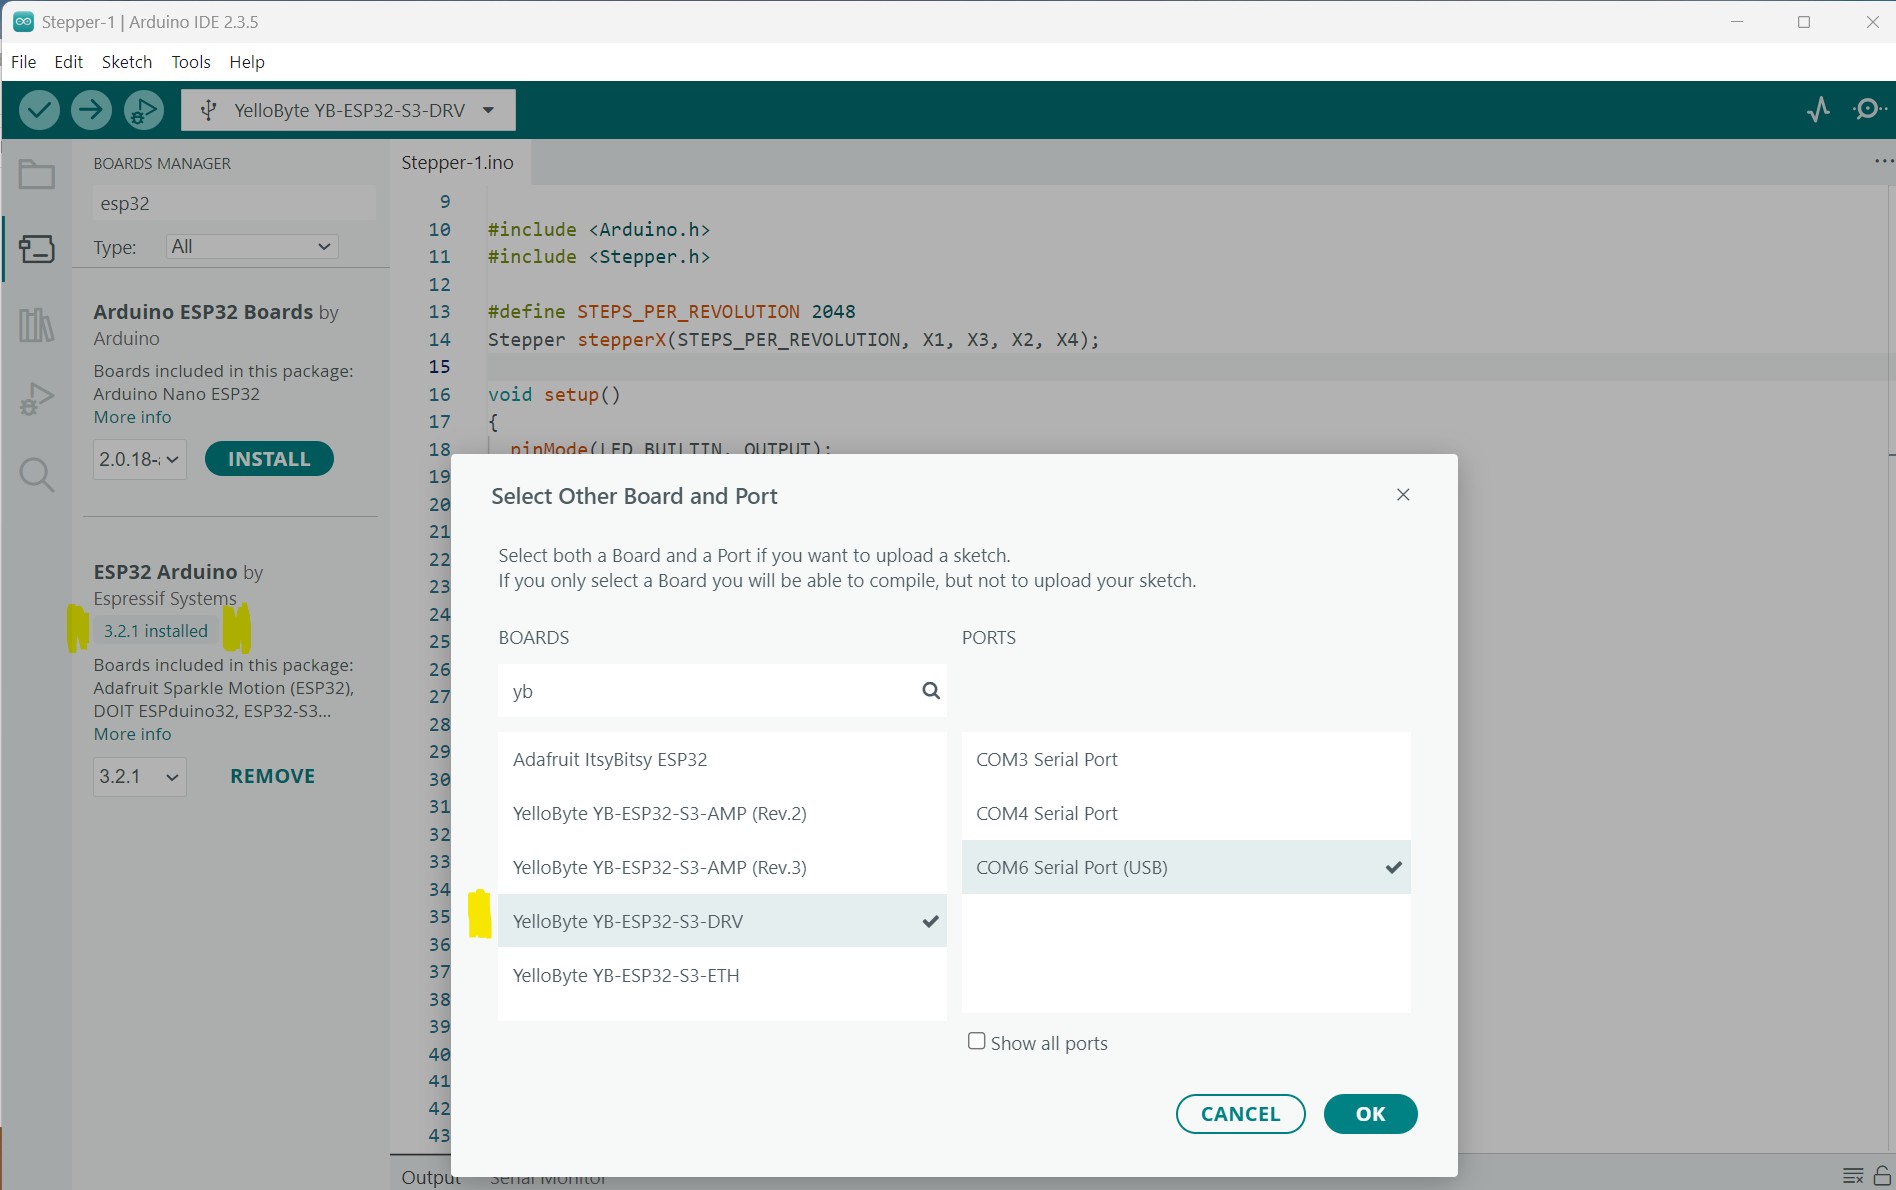 Stepper-1 | Arduino IDE 2.3.5
File Edit Sketch Tools Help
YelloByte YB-ESP32-S3-DRV
BOARDS MANAGER
esp32
Type: All
Arduino ESP32 Boards by
Arduino
Boards included in this package:
Arduino Nano ESP32
More info
2.0.18- INSTALL
ESP32 Arduino by
Espressif Systems
3.2.1 installed
Boards included in this package:
Adafruit Sparkle Motion (ESP32),
DOIT ESPduino32, ESP32-S3...
More info
3.2.1 REMOVE
Stepper-1.ino
9
10 #include <Arduino.h>
11 #include <Stepper.h>
12
13 #define STEPS_PER_REVOLUTION 2048
14 Stepper stepperX(STEPS_PER_REVOLUTION, X1, X3, X2, X4);
15
16 void setup()
17 {
18 pinMode(LED_BUILTIN, OUTPUT);
19
20
21
22
23
24
25
26
27
28
29
30
31
32
33
34
35
36
37
38
39
40
41
42
43
Select Other Board and Port
Select both a Board and a Port if you want to upload a sketch.
If you only select a Board you will be able to compile, but not to upload your sketch.
BOARDS
yb
Adafruit ItsyBitsy ESP32
YelloByte YB-ESP32-S3-AMP (Rev.2)
YelloByte YB-ESP32-S3-AMP (Rev.3)
YelloByte YB-ESP32-S3-DRV
YelloByte YB-ESP32-S3-ETH
PORTS
COM3 Serial Port
COM4 Serial Port
COM6 Serial Port (USB)
Show all ports
CANCEL OK
Output Serial Monitor